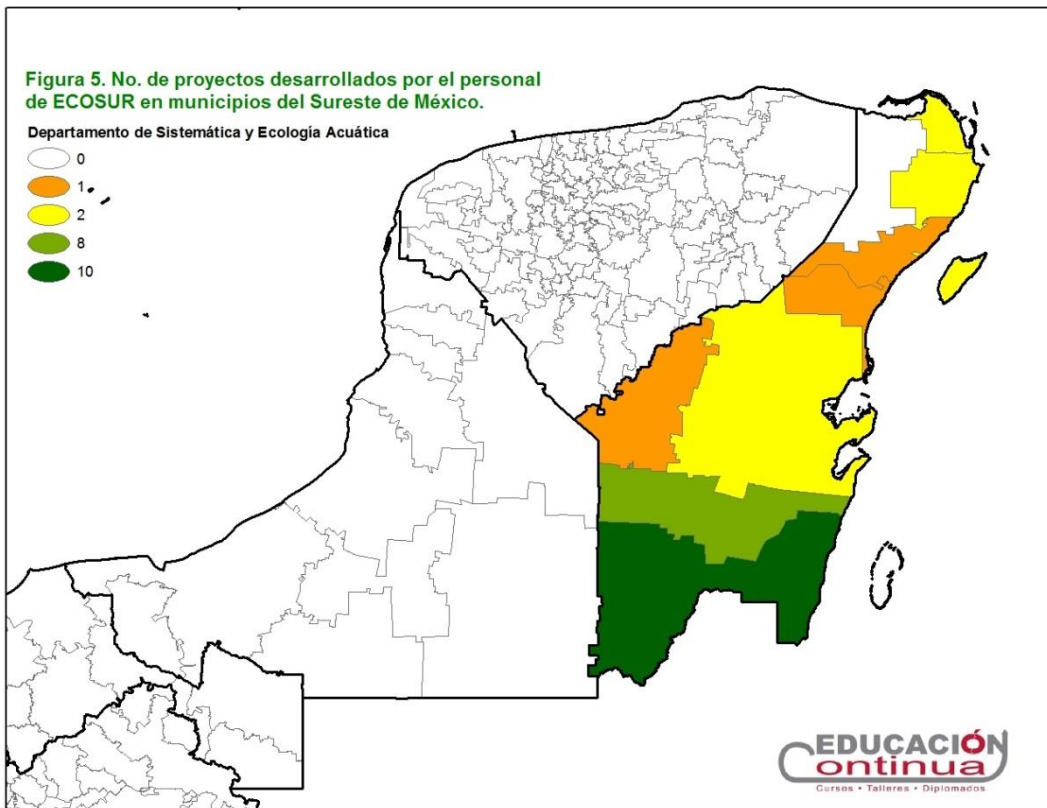 Figura 5. No. de proyectos desarrollados por el personal
de ECOSUR en municipios del Sureste de México.
Departamento de Sistemática y Ecología Acuática
0
1
2
8
10
EDUCACIÓN
Continua
Cursos • Talleres • Diplomados